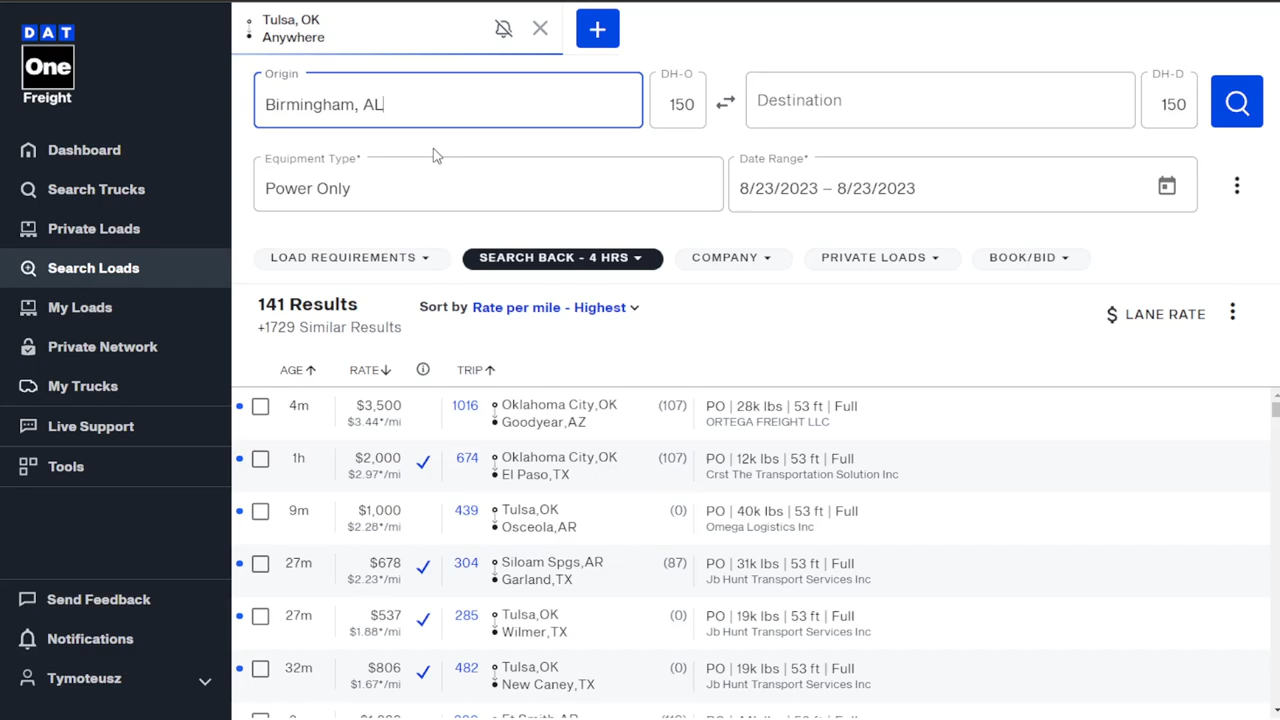 DAT
One
Freight
Dashboard
Search Trucks
Private Loads
Search Loads
My Loads
Private Network
My Trucks
Live Support
Tools
Send Feedback
Notifications
Tymoteusz
Tulsa, OK
Anywhere
Origin
Birmingham, AL
DH-O
150
Destination
DH-D
150
Equipment Type*
Power Only
Date Range*
8/23/2023 – 8/23/2023
LOAD REQUIREMENTS
SEARCH BACK - 4 HRS
COMPANY
PRIVATE LOADS
BOOK/BID
141 Results
+1729 Similar Results
Sort by Rate per mile - Highest
$ LANE RATE
AGE RATE TRIP
4m $3,500 1016 Oklahoma City,OK (107) PO | 28k lbs | 53 ft | Full
$3.44*/mi Goodyear,AZ ORTEGA FREIGHT LLC
1h $2,000 674 Oklahoma City,OK (107) PO | 12k lbs | 53 ft | Full
$2.97*/mi El Paso,TX Crst The Transportation Solution Inc
9m $1,000 439 Tulsa,OK (0) PO | 40k lbs | 53 ft | Full
$2.28*/mi Osceola,AR Omega Logistics Inc
27m $678 304 Siloam Spgs,AR (87) PO | 31k lbs | 53 ft | Full
$2.23*/mi Garland,TX Jb Hunt Transport Services Inc
27m $537 285 Tulsa,OK (0) PO | 19k lbs | 53 ft | Full
$1.88*/mi Wilmer,TX Jb Hunt Transport Services Inc
32m $806 482 Tulsa,OK (0) PO | 19k lbs | 53 ft | Full
$1.67*/mi New Caney,TX Jb Hunt Transport Services Inc